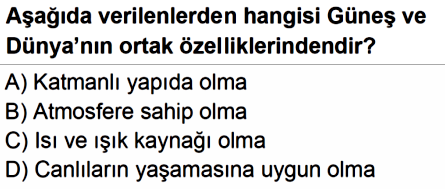 Aşağıda verilenlerden hangisi Güneş ve
Dünya’nın ortak özelliklerindendir?
A) Katmanlı yapıda olma
B) Atmosfere sahip olma
C) Isı ve ışık kaynağı olma
D) Canlıların yaşamasına uygun olma